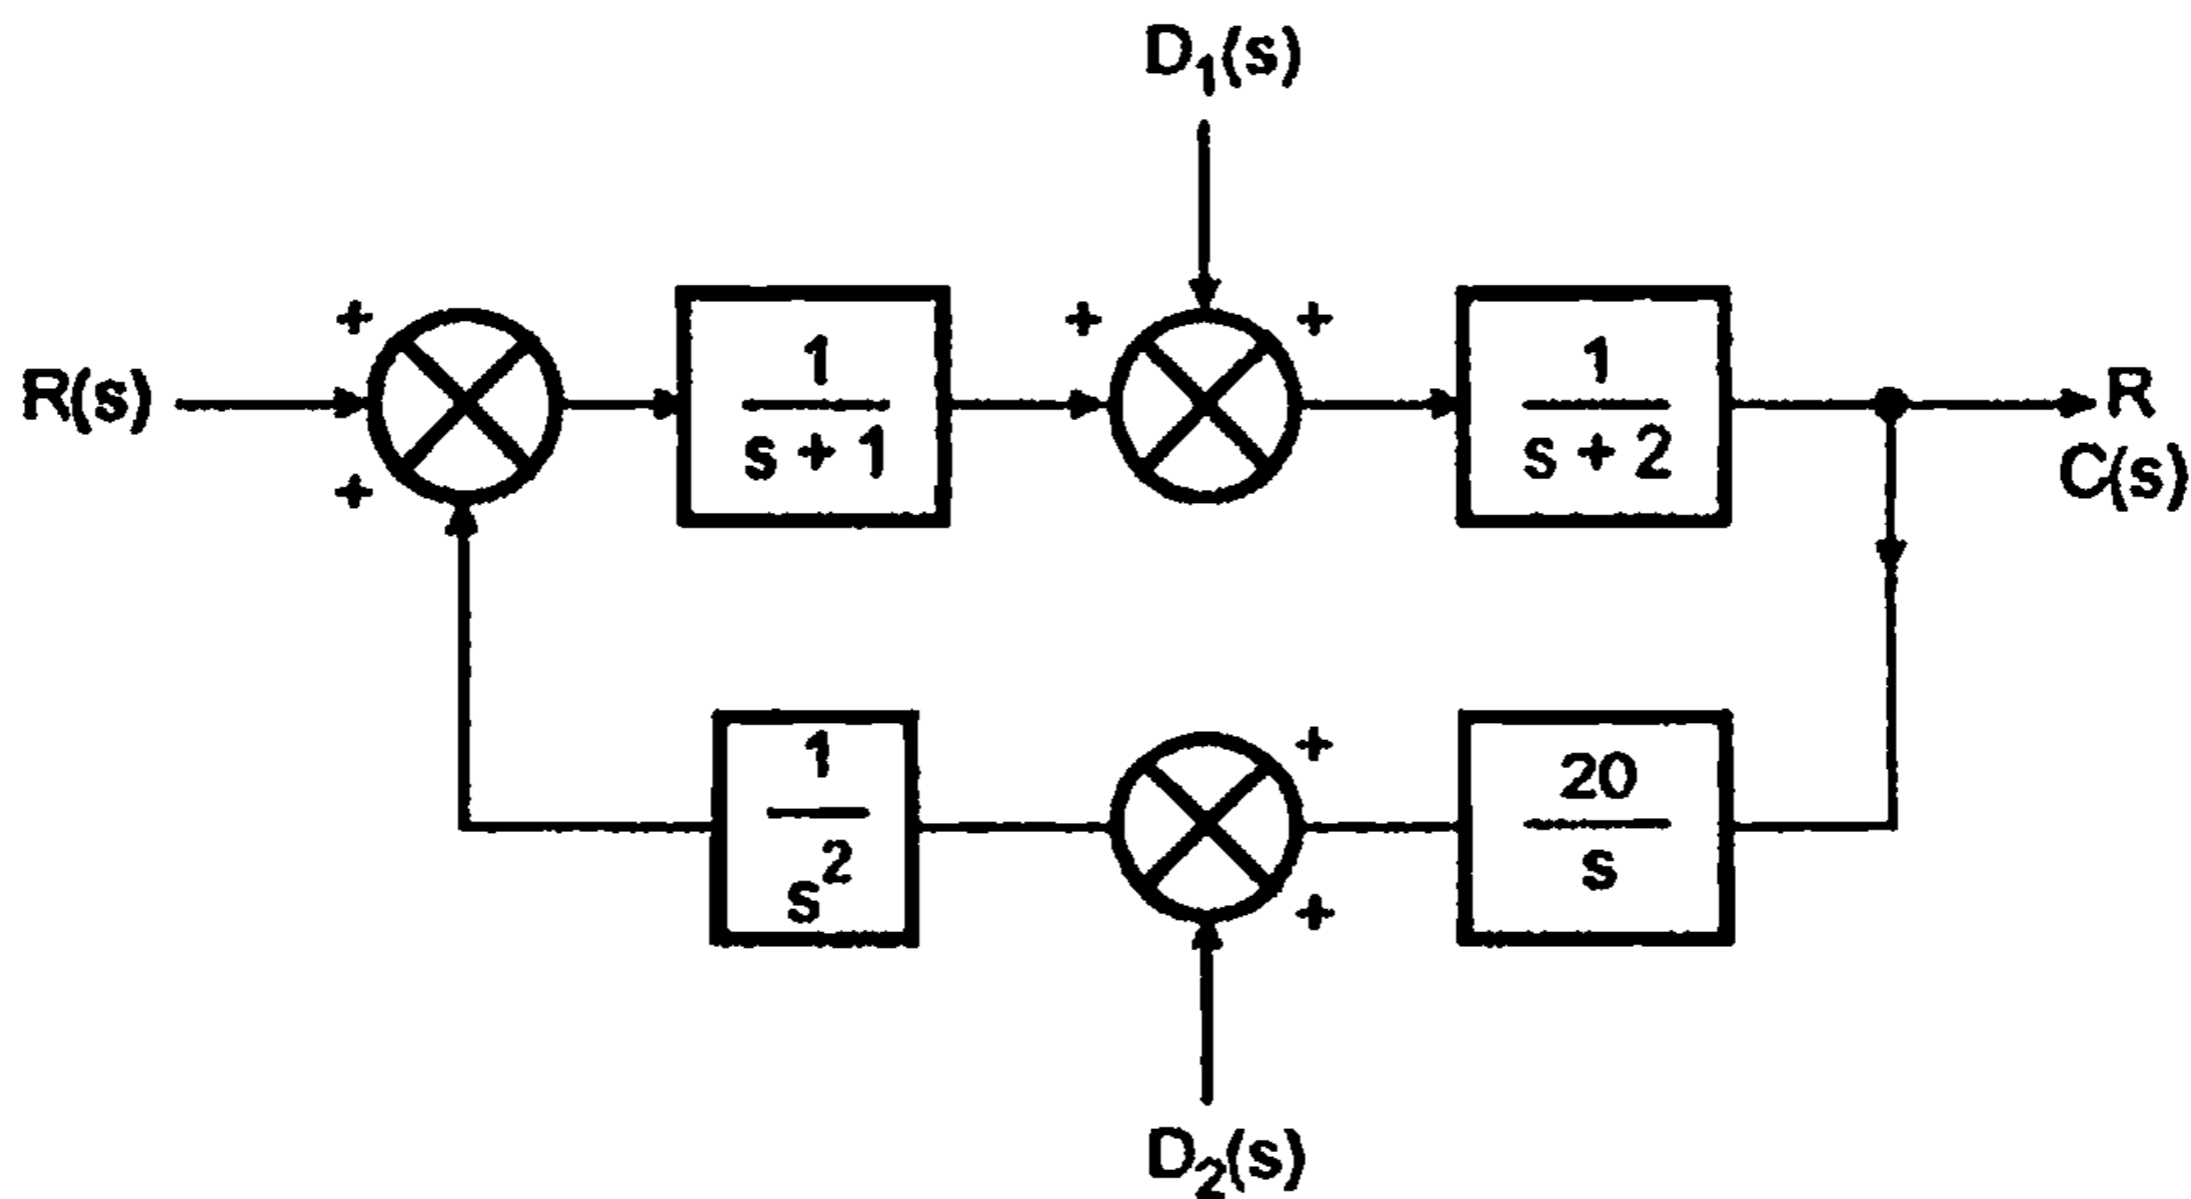 D₁(s)
+ + +
R(s)
1
s + 1
1
s + 2
R
C(s)
+
1
s²
+
20
s
+
D₂(s)